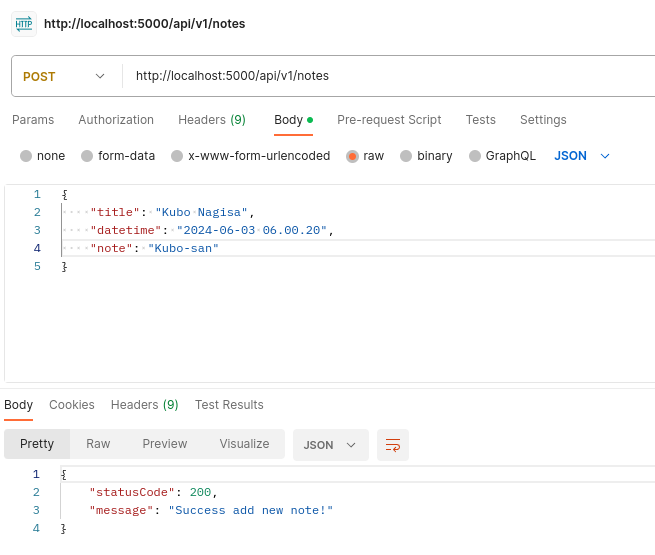 HTTP http://localhost:5000/api/v1/notes
POST http://localhost:5000/api/v1/notes
Params Authorization Headers (9) Body Pre-request Script Tests Settings
none form-data x-www-form-urlencoded raw binary GraphQL JSON
1 {
2 ····"title":·"Kubo·Nagisa",
3 ····"datetime":·"2024-06-03·06.00.20",
4 ····"note":·"Kubo-san"
5 }
Body Cookies Headers (9) Test Results
Pretty Raw Preview Visualize JSON
1 {
2 "statusCode": 200,
3 "message": "Success add new note!"
4 }